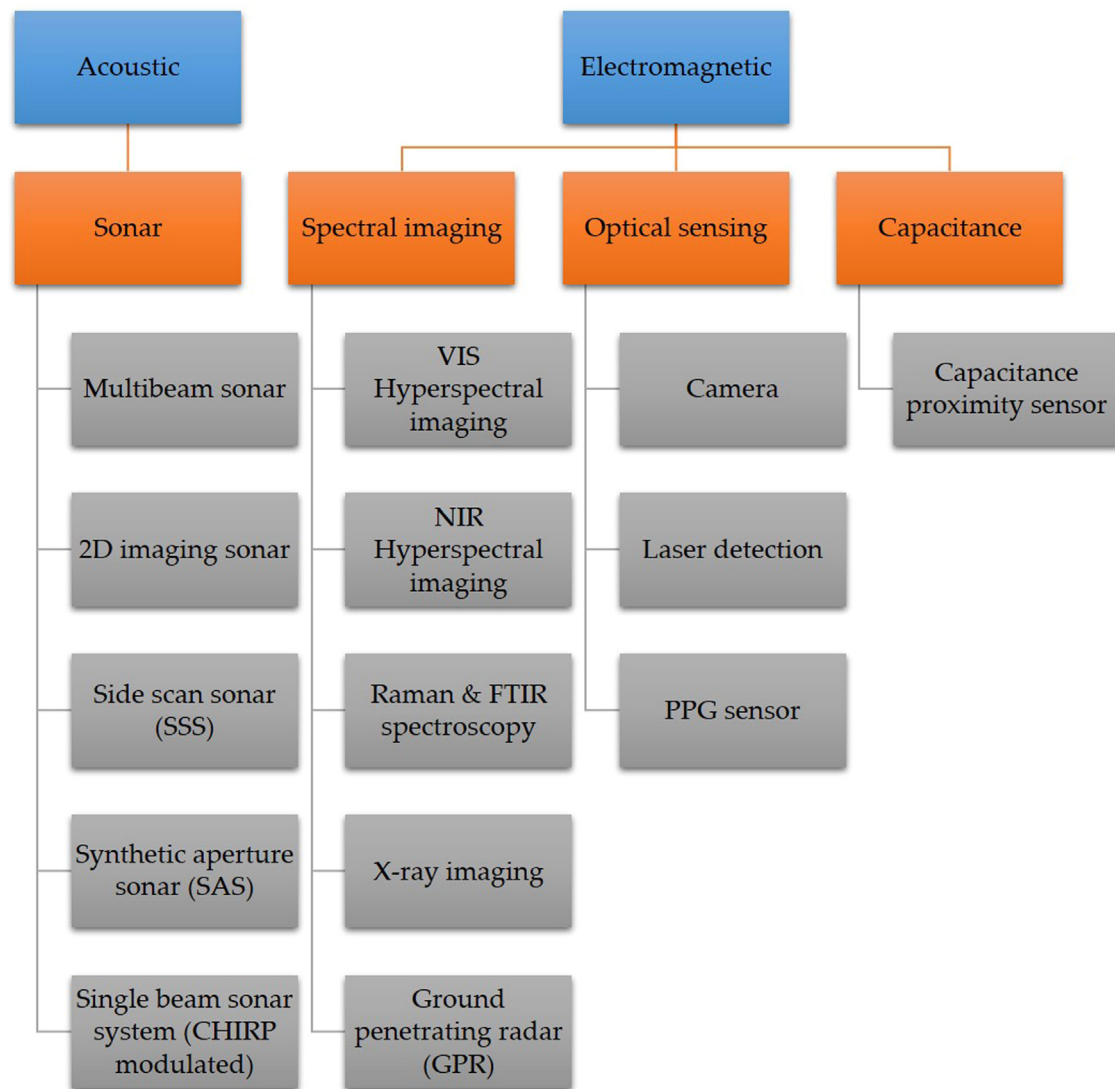 Acoustic
Electromagnetic
Sonar
Spectral imaging
Optical sensing
Capacitance
Multibeam sonar
2D imaging sonar
Side scan sonar
(SSS)
Synthetic aperture
sonar (SAS)
Single beam sonar
system (CHIRP
modulated)
VIS
Hyperspectral
imaging
NIR
Hyperspectral
imaging
Raman & FTIR
spectroscopy
X-ray imaging
Ground
penetrating radar
(GPR)
Camera
Laser detection
PPG sensor
Capacitance
proximity sensor